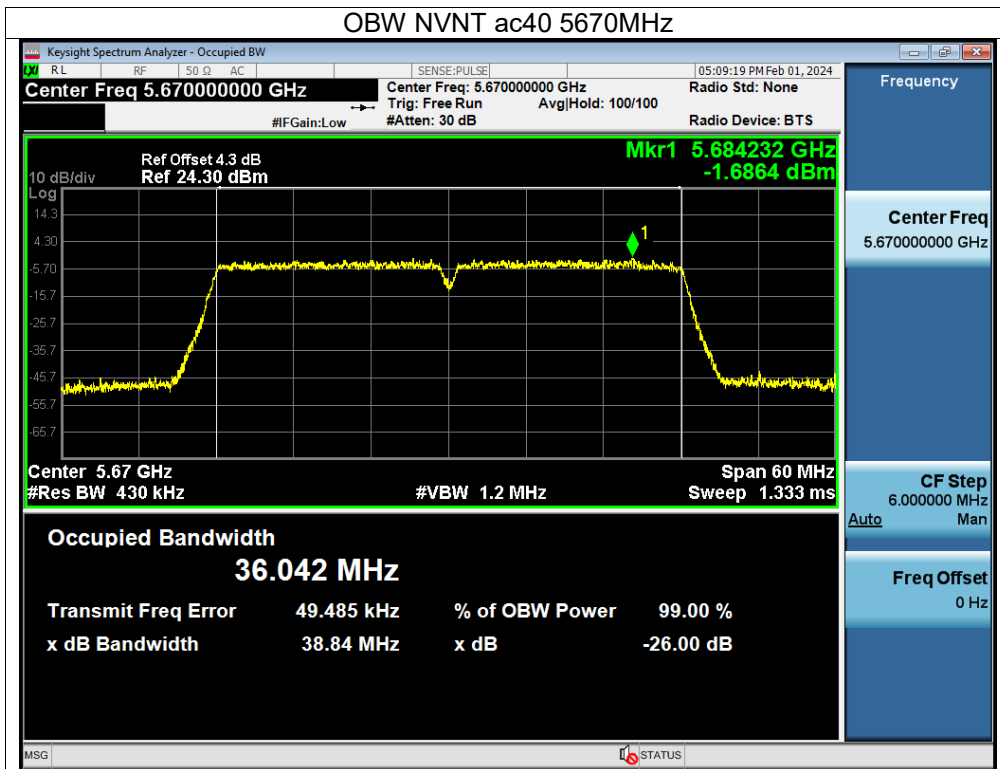 OBW NVNT ac40 5670MHz
Keysight Spectrum Analyzer - Occupied BW
LXI RL RF 50 Ω AC SENSE:PULSE 05:09:19 PM Feb 01, 2024
Center Freq 5.670000000 GHz Center Freq: 5.670000000 GHz Radio Std: None
Trig: Free Run Avg|Hold: 100/100
#IFGain:Low #Atten: 30 dB Radio Device: BTS
Mkr1 5.684232 GHz
-1.6864 dBm
Ref Offset 4.3 dB
10 dB/div Ref 24.30 dBm
Log
14.3
1
4.30
-5.70
-15.7
-25.7
-35.7
-45.7
-55.7
-65.7
Center 5.67 GHz Span 60 MHz
#Res BW 430 kHz #VBW 1.2 MHz Sweep 1.333 ms
Occupied Bandwidth
36.042 MHz
Transmit Freq Error 49.485 kHz % of OBW Power 99.00 %
x dB Bandwidth 38.84 MHz x dB -26.00 dB
Frequency
Center Freq
5.670000000 GHz
CF Step
6.000000 MHz
Auto Man
Freq Offset
0 Hz
MSG STATUS